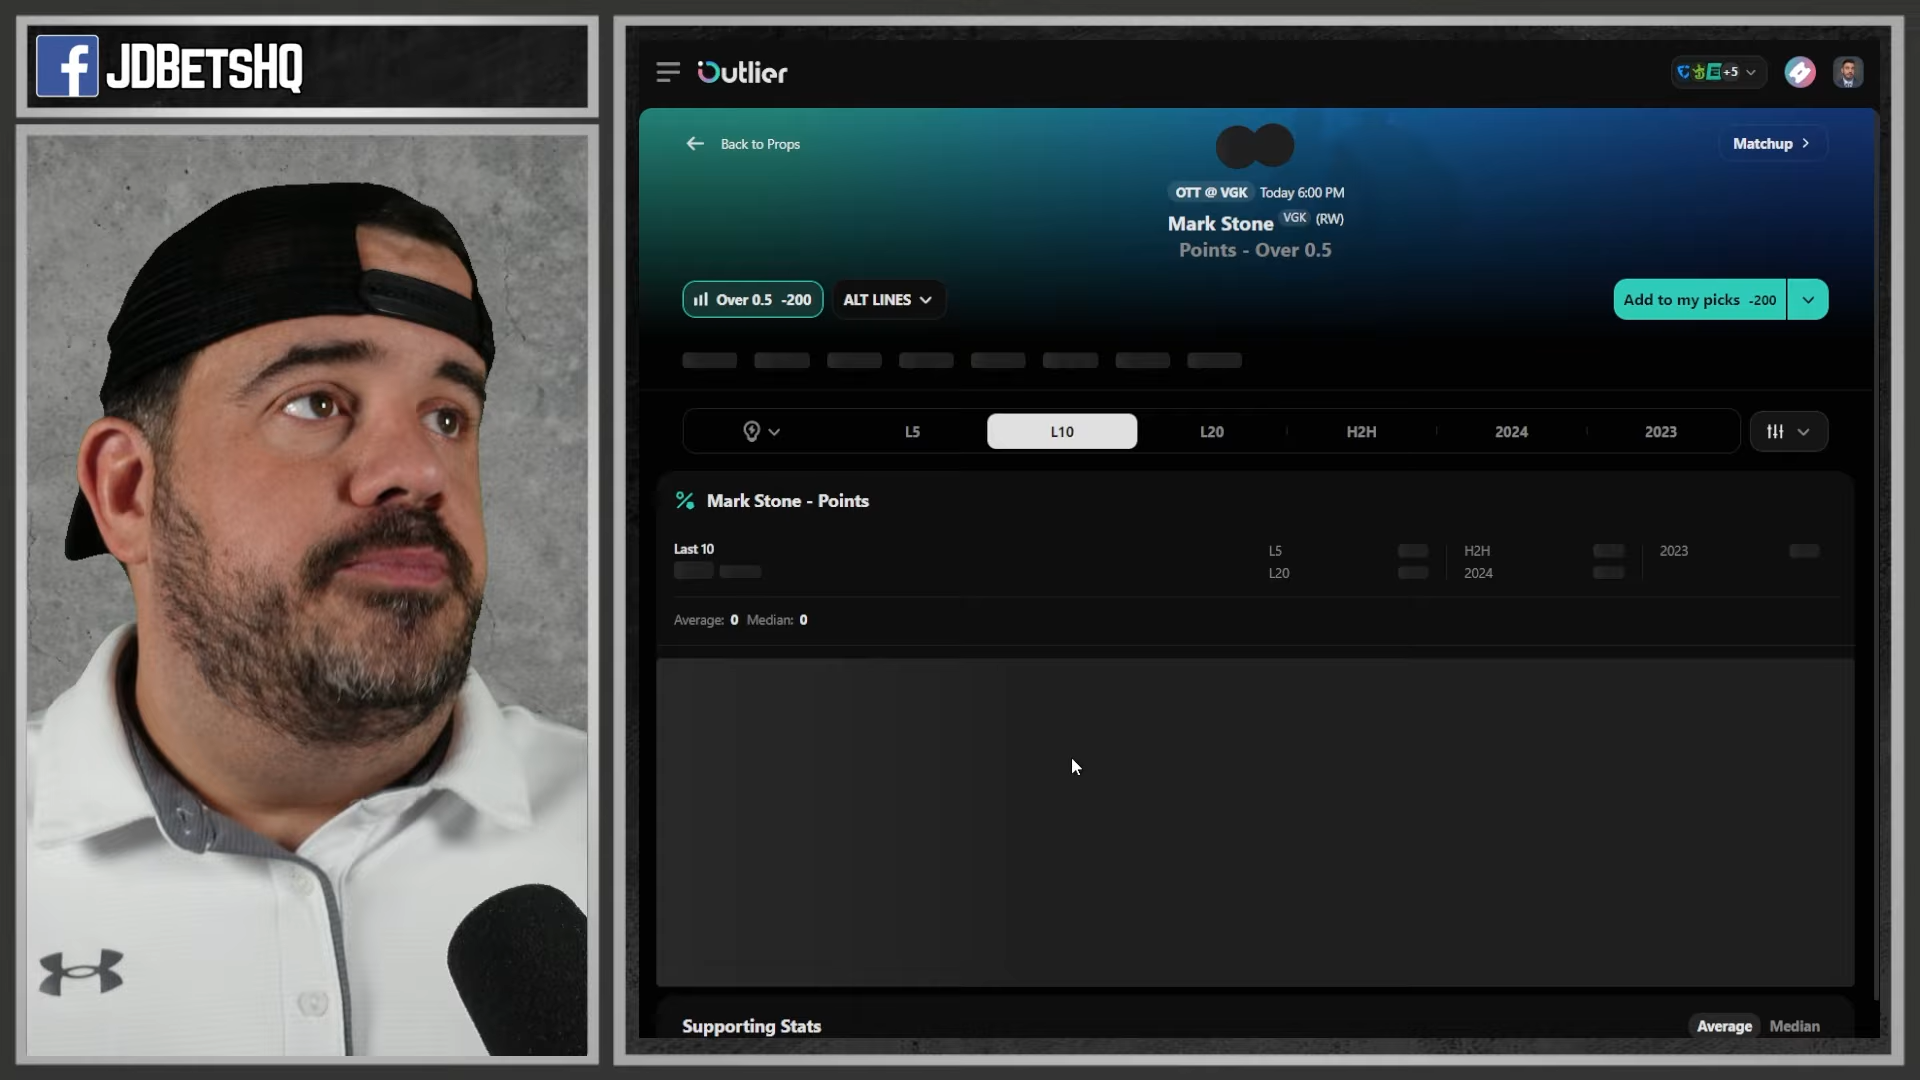 JDBETSHQ
Outlier
+5
Back to Props
Matchup
OTT @ VGK Today 6:00 PM
Mark Stone VGK (RW)
Points - Over 0.5
Over 0.5 -200
ALT LINES
Add to my picks -200
L5
L10
L20
H2H
2024
2023
Mark Stone - Points
Last 10
L5
H2H
2023
L20
2024
Average: 0 Median: 0
Supporting Stats
Average
Median